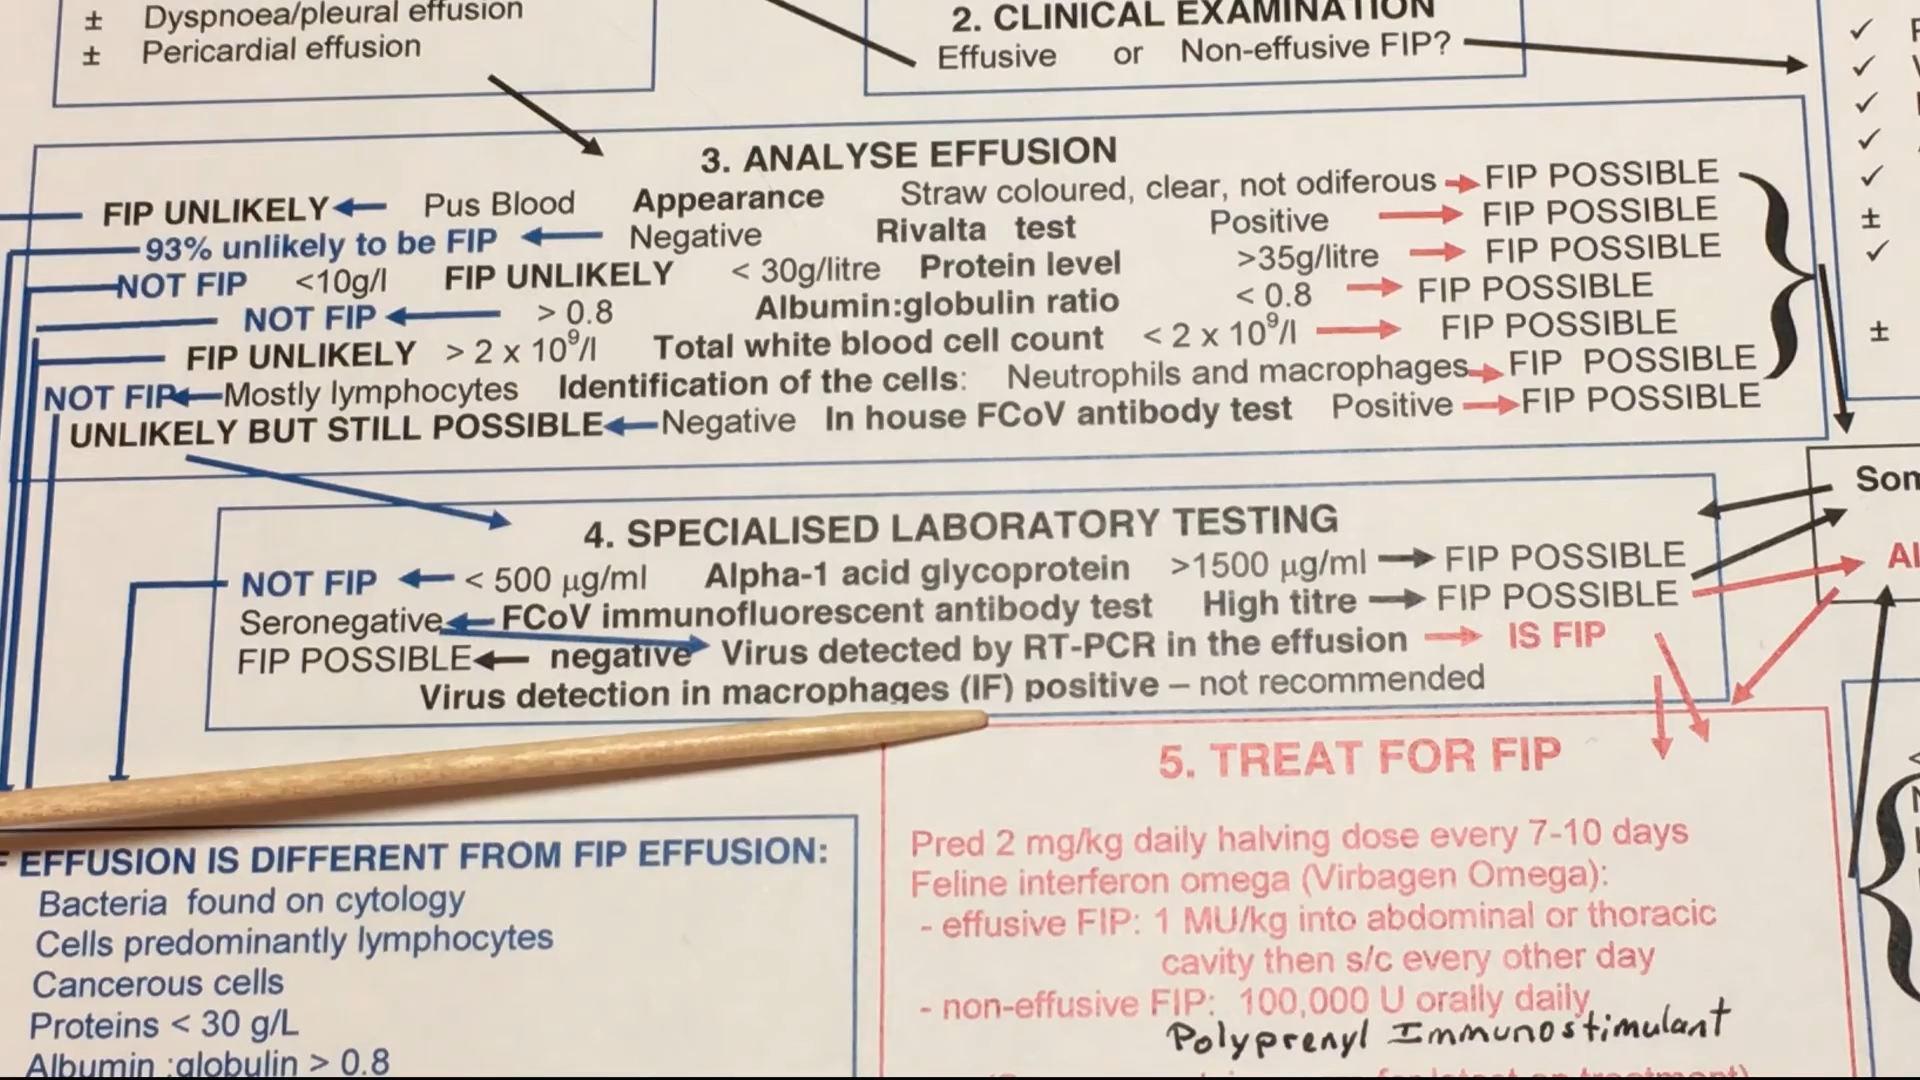 ± Dyspnoea/pleural effusion
± Pericardial effusion
2. CLINICAL EXAMINATION
Effusive or Non-effusive FIP?
3. ANALYSE EFFUSION
FIP UNLIKELY Pus Blood Appearance Straw coloured, clear, not odiferous FIP POSSIBLE
93% unlikely to be FIP Negative Rivalta test Positive FIP POSSIBLE
NOT FIP <10g/l FIP UNLIKELY < 30g/litre Protein level >35g/litre FIP POSSIBLE
NOT FIP > 0.8 Albumin:globulin ratio < 0.8 FIP POSSIBLE
FIP UNLIKELY > 2 x 10⁹/l Total white blood cell count < 2 x 10⁹/l FIP POSSIBLE
NOT FIP Mostly lymphocytes Identification of the cells: Neutrophils and macrophages FIP POSSIBLE
UNLIKELY BUT STILL POSSIBLE Negative In house FCoV antibody test Positive FIP POSSIBLE
4. SPECIALISED LABORATORY TESTING
NOT FIP < 500 µg/ml Alpha-1 acid glycoprotein >1500 µg/ml FIP POSSIBLE
Seronegative FCoV immunofluorescent antibody test High titre FIP POSSIBLE
FIP POSSIBLE negative Virus detected by RT-PCR in the effusion IS FIP
Virus detection in macrophages (IF) positive – not recommended
5. TREAT FOR FIP
Pred 2 mg/kg daily halving dose every 7-10 days
Feline interferon omega (Virbagen Omega):
- effusive FIP: 1 MU/kg into abdominal or thoracic
cavity then s/c every other day
- non-effusive FIP: 100,000 U orally daily
Polyprenyl Immunostimulant
EFFUSION IS DIFFERENT FROM FIP EFFUSION:
Bacteria found on cytology
Cells predominantly lymphocytes
Cancerous cells
Proteins < 30 g/L
Albumin :globulin > 0.8